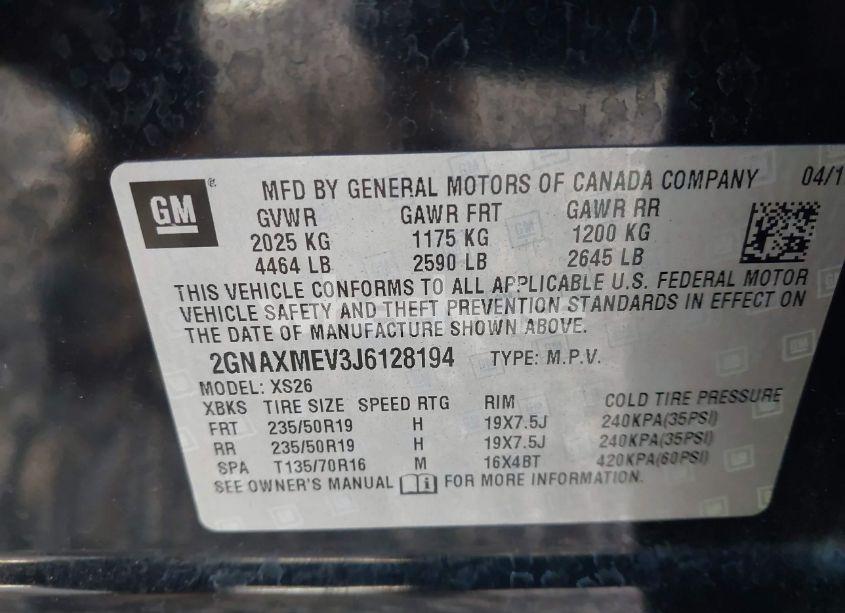 GM
MFD BY GENERAL MOTORS OF CANADA COMPANY 04/1
GVWR GAWR FRT GAWR RR
2025 KG 1175 KG 1200 KG
4464 LB 2590 LB 2645 LB
THIS VEHICLE CONFORMS TO ALL APPLICABLE U.S. FEDERAL MOTOR
VEHICLE SAFETY AND THEFT PREVENTION STANDARDS IN EFFECT ON
THE DATE OF MANUFACTURE SHOWN ABOVE.
2GNAXMEV3J6128194 TYPE: M.P.V.
MODEL: XS26
XBKS TIRE SIZE SPEED RTG RIM COLD TIRE PRESSURE
FRT 235/50R19 H 19X7.5J 240KPA(35PSI)
RR 235/50R19 H 19X7.5J 240KPA(35PSI)
SPA T135/70R16 M 16X4BT 420KPA(60PSI)
SEE OWNER'S MANUAL FOR MORE INFORMATION.